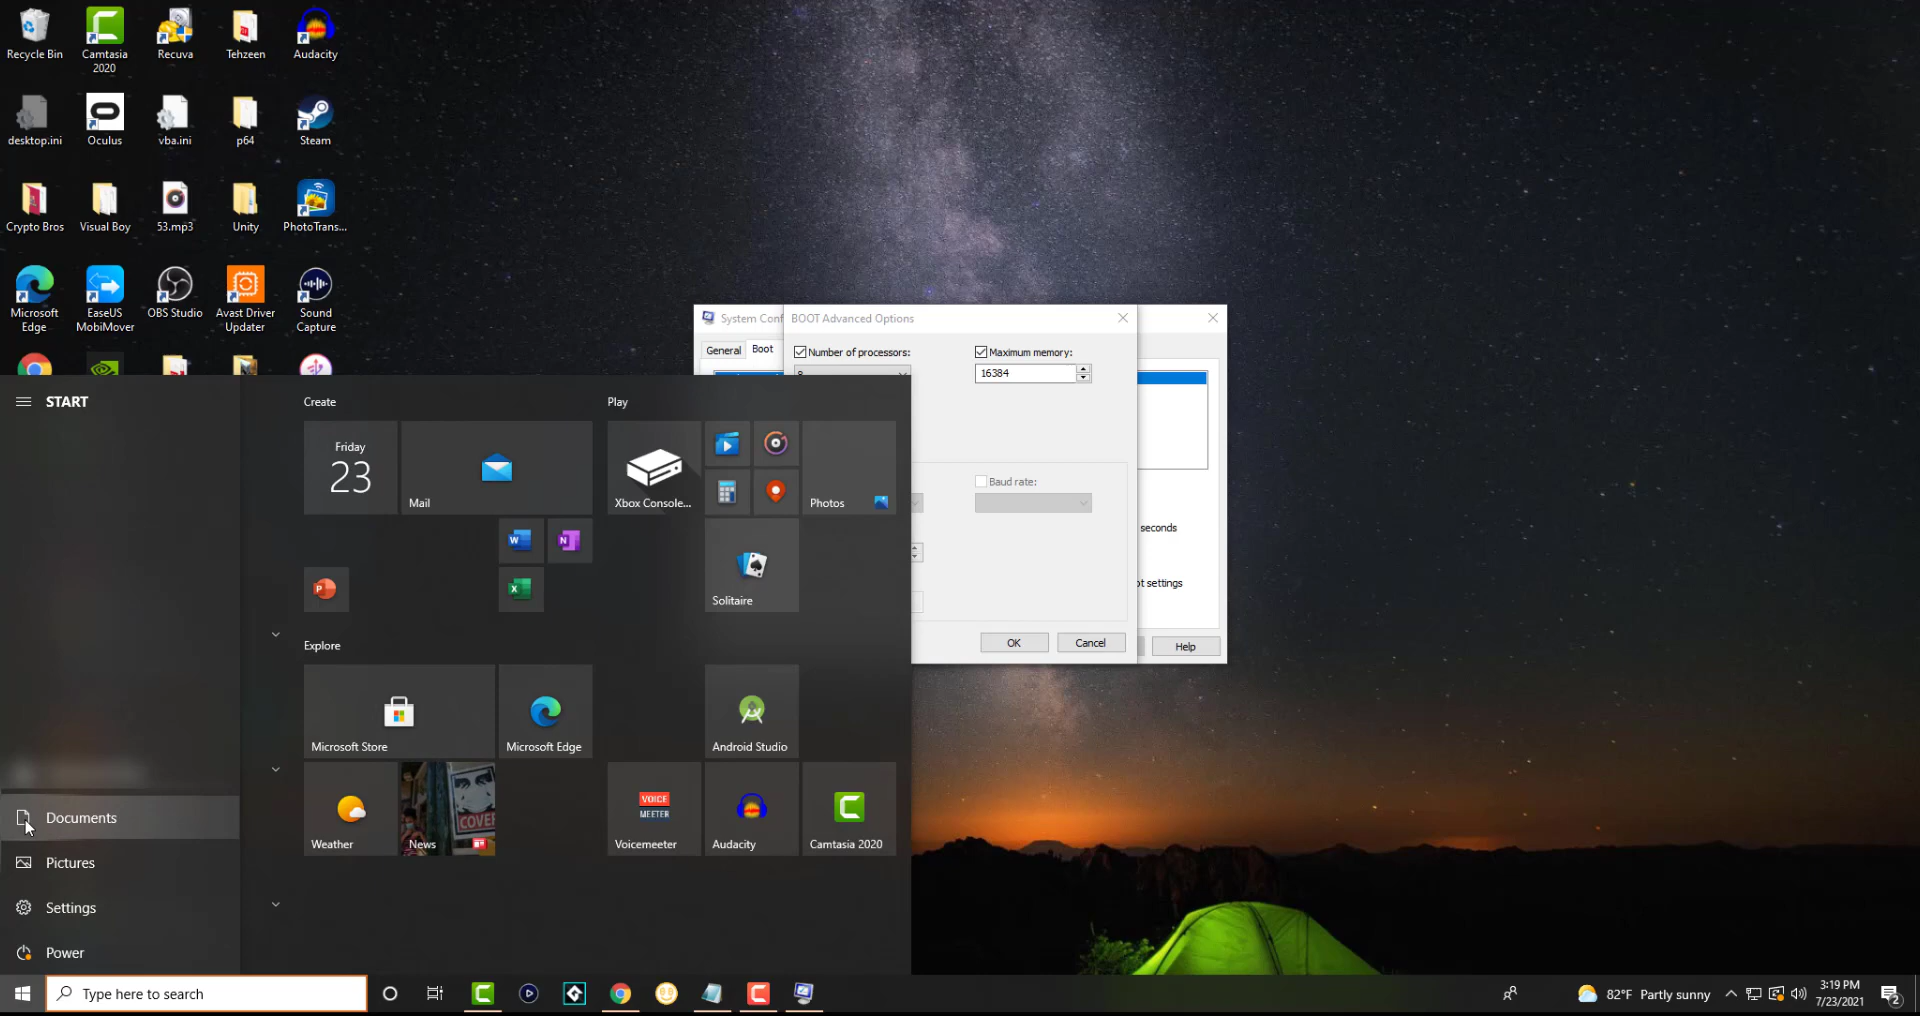 Recycle Bin
Camtasia
2020
Recuva
Tehzeen
Audacity
desktop.ini
Oculus
vba.ini
p64
Steam
Crypto Bros
Visual Boy
53.mp3
Unity
PhotoTrans...
Microsoft
Edge
EaseUS
MobiMover
OBS Studio
Avast Driver
Updater
Sound
Capture
System Conf
BOOT Advanced Options
General
Boot
Number of processors:
Maximum memory:
16384
Baud rate:
seconds
ot settings
OK
Cancel
Help
START
Create
Play
Friday
23
Mail
Xbox Console...
Photos
Solitaire
Explore
Microsoft Store
Microsoft Edge
Android Studio
Weather
News
COVER
VOICE
MEETER
Voicemeeter
Audacity
Camtasia 2020
Documents
Pictures
Settings
Power
Type here to search
82°F Partly sunny
3:19 PM
7/23/2021
2